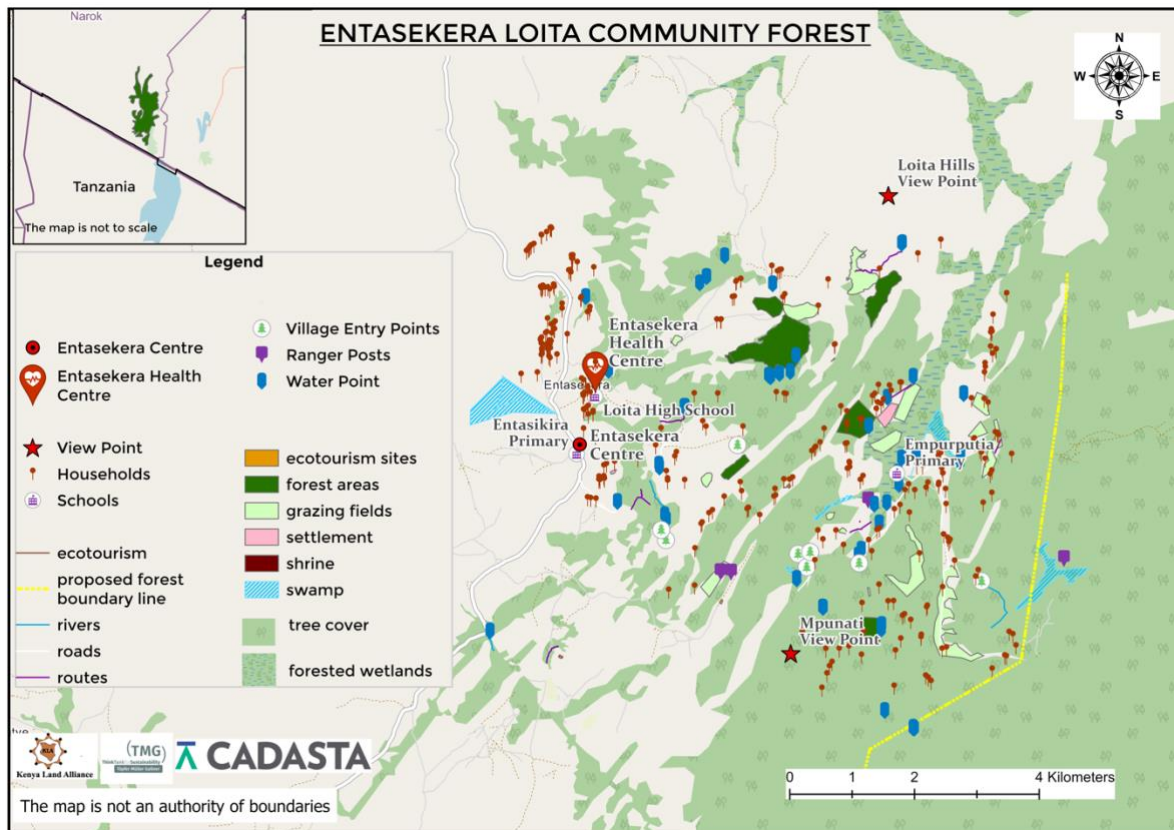 ENTASEKERA LOITA COMMUNITY FOREST
Narok
Tanzania
The map is not to scale
N
W
E
S
Legend
Entasekera Centre
Entasekera Health
Centre
View Point
Households
Schools
ecotourism
proposed forest
boundary line
rivers
roads
routes
Village Entry Points
Ranger Posts
Water Point
ecotourism sites
forest areas
grazing fields
settlement
shrine
swamp
tree cover
forested wetlands
Loita Hills
View Point
Entasekera
Health
Centre
Entasekera
Loita High School
Entasikira
Primary
Entasekera
Centre
Empurputia
Primary
Mpunati
View Point
KLA
Kenya Land Alliance
(TMG)
CADASTA
The map is not an authority of boundaries
0
1
2
4 Kilometers